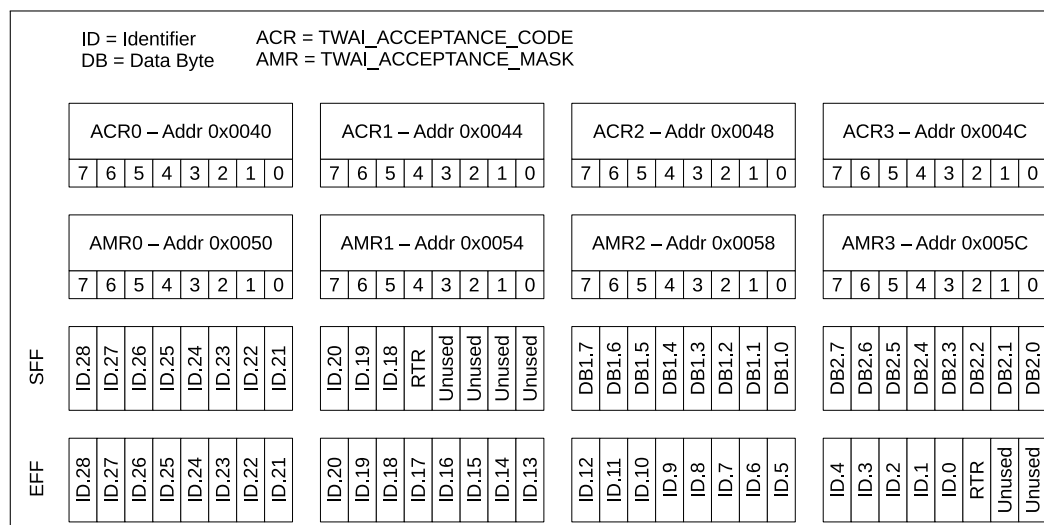 ID = Identifier ACR = TWAI_ACCEPTANCE_CODE
DB = Data Byte AMR = TWAI_ACCEPTANCE_MASK
ACR0 – Addr 0x0040 ACR1 – Addr 0x0044 ACR2 – Addr 0x0048 ACR3 – Addr 0x004C
7 6 5 4 3 2 1 0 7 6 5 4 3 2 1 0 7 6 5 4 3 2 1 0 7 6 5 4 3 2 1 0
AMR0 – Addr 0x0050 AMR1 – Addr 0x0054 AMR2 – Addr 0x0058 AMR3 – Addr 0x005C
7 6 5 4 3 2 1 0 7 6 5 4 3 2 1 0 7 6 5 4 3 2 1 0 7 6 5 4 3 2 1 0
SFF ID.28 ID.27 ID.26 ID.25 ID.24 ID.23 ID.22 ID.21 ID.20 ID.19 ID.18 RTR Unused Unused Unused Unused DB1.7 DB1.6 DB1.5 DB1.4 DB1.3 DB1.2 DB1.1 DB1.0 DB2.7 DB2.6 DB2.5 DB2.4 DB2.3 DB2.2 DB2.1 DB2.0
EFF ID.28 ID.27 ID.26 ID.25 ID.24 ID.23 ID.22 ID.21 ID.20 ID.19 ID.18 ID.17 ID.16 ID.15 ID.14 ID.13 ID.12 ID.11 ID.10 ID.9 ID.8 ID.7 ID.6 ID.5 ID.4 ID.3 ID.2 ID.1 ID.0 RTR Unused Unused